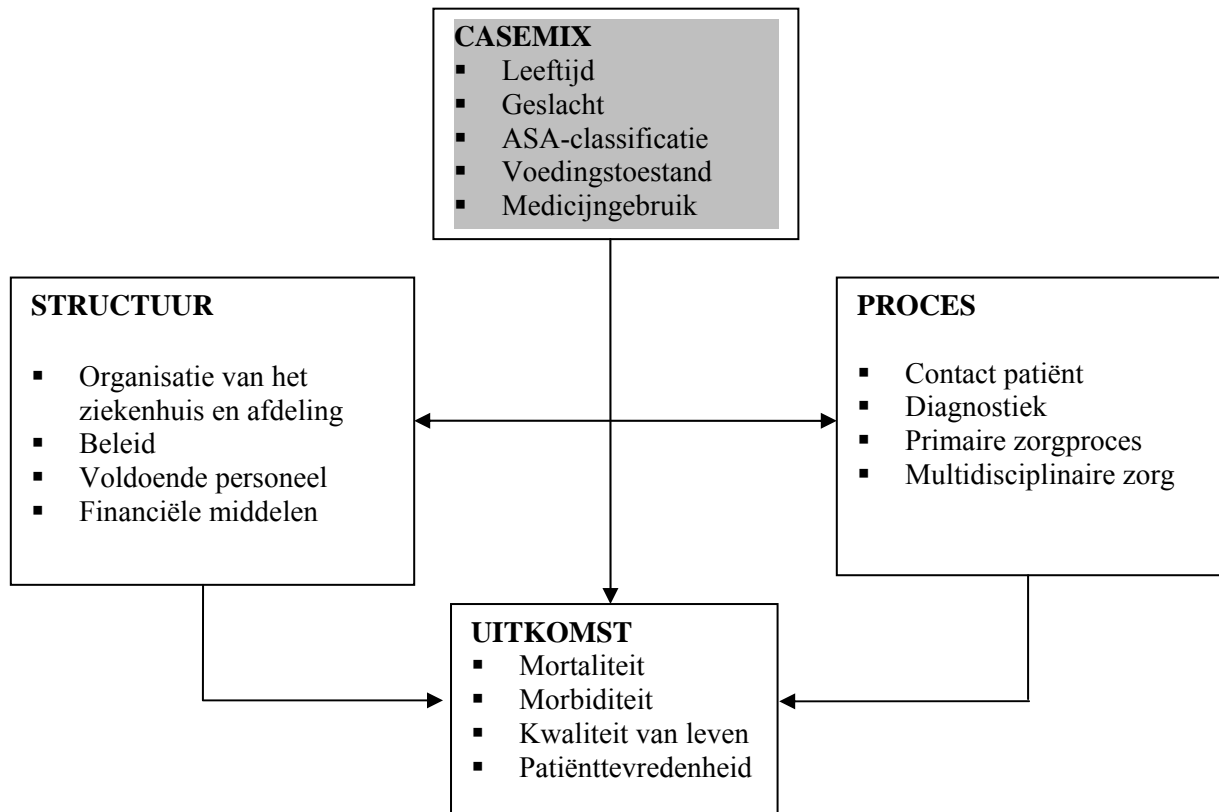 CASEMIX
▪ Leeftijd
▪ Geslacht
▪ ASA-classificatie
▪ Voedingstoestand
▪ Medicijngebruik
STRUCTUUR
▪ Organisatie van het
ziekenhuis en afdeling
▪ Beleid
▪ Voldoende personeel
▪ Financiële middelen
PROCES
▪ Contact patiënt
▪ Diagnostiek
▪ Primaire zorgproces
▪ Multidisciplinaire zorg
UITKOMST
▪ Mortaliteit
▪ Morbiditeit
▪ Kwaliteit van leven
▪ Patiënttevredenheid